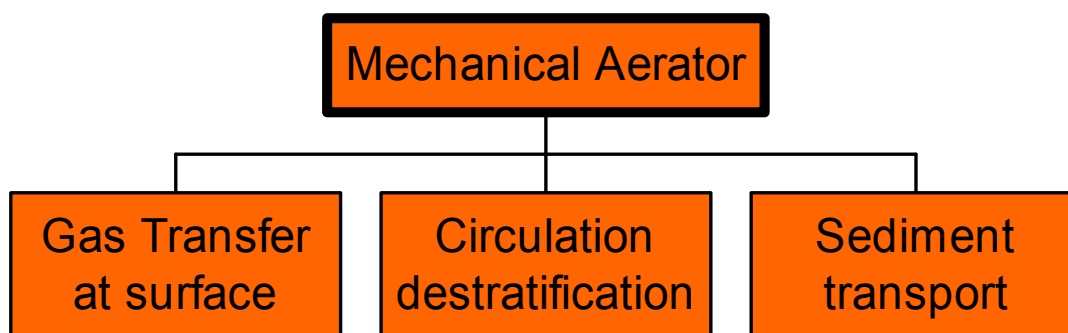 Mechanical Aerator
Gas Transfer
at surface
Circulation
destratification
Sediment
transport